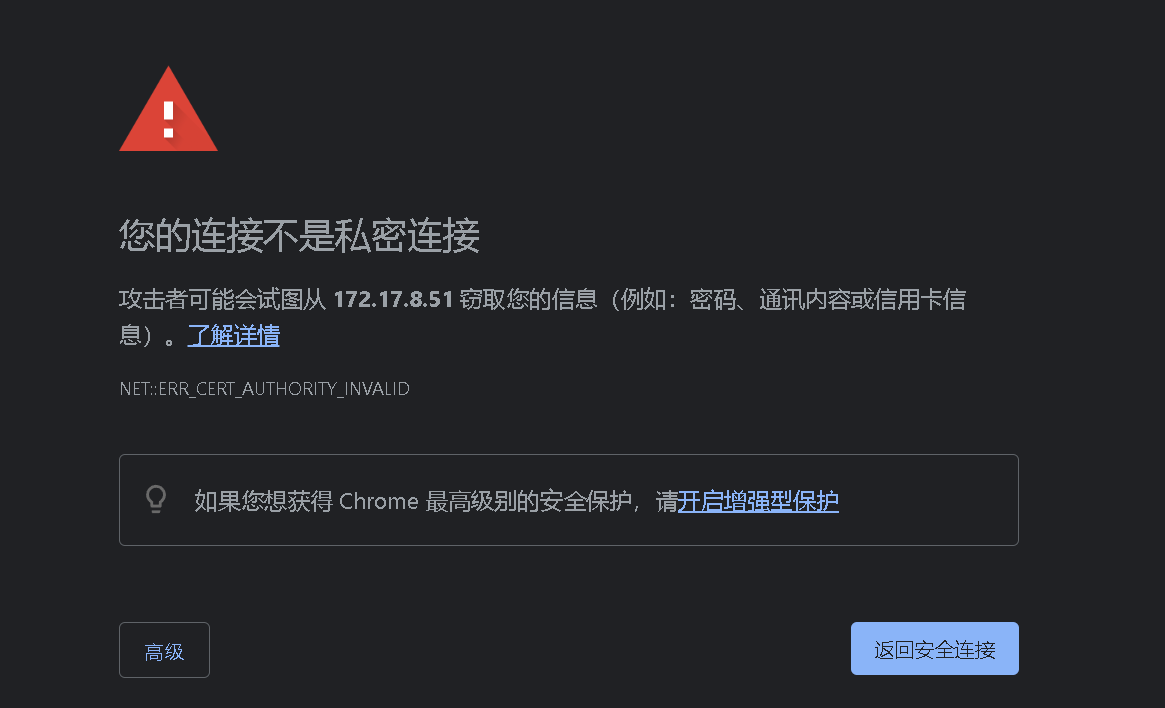 您的连接不是私密连接
攻击者可能会试图从 172.17.8.51 窃取您的信息（例如：密码、通讯内容或信用卡信
息）。了解详情
NET::ERR_CERT_AUTHORITY_INVALID
如果您想获得 Chrome 最高级别的安全保护，请开启增强型保护
高级
返回安全连接